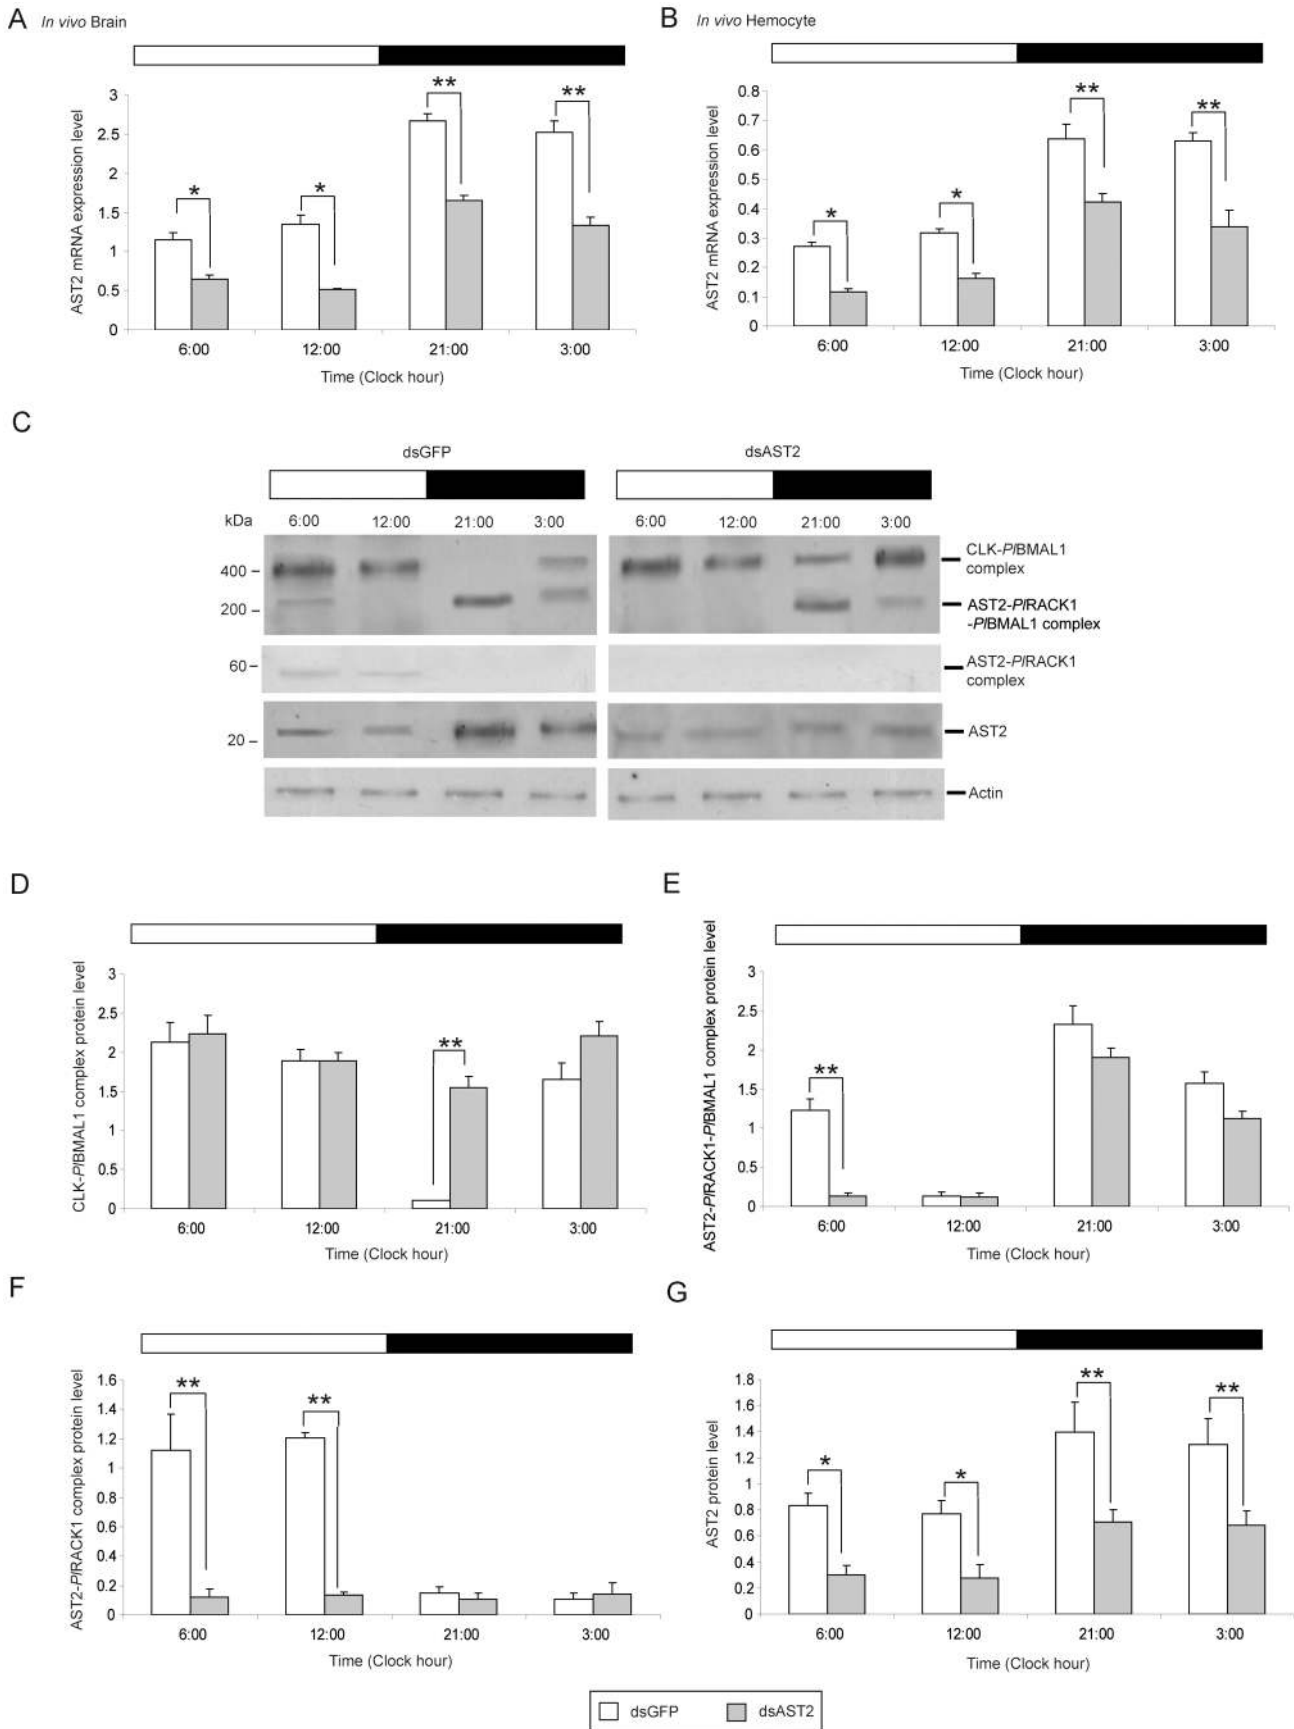 A In vivo Brain
B In vivo Hemocyte
AST2 mRNA expression level
3
2.5
2
1.5
1
0.5
0
*
*
**
**
6:00 12:00 21:00 3:00
Time (Clock hour)
AST2 mRNA expression level
0.8
0.7
0.6
0.5
0.4
0.3
0.2
0.1
0
*
*
**
**
6:00 12:00 21:00 3:00
Time (Clock hour)
C
dsGFP dsAST2
kDa 6:00 12:00 21:00 3:00 6:00 12:00 21:00 3:00
400
200
60
20
CLK-PlBMAL1
complex
AST2-PlRACK1
-PlBMAL1 complex
AST2-PlRACK1
complex
AST2
Actin
D
CLK-PlBMAL1 complex protein level
3
2.5
2
1.5
1
0.5
0
**
6:00 12:00 21:00 3:00
Time (Clock hour)
E
AST2-PlRACK1-PlBMAL1 complex protein level
3
2.5
2
1.5
1
0.5
0
**
6:00 12:00 21:00 3:00
Time (Clock hour)
F
AST2-PlRACK1 complex protein level
1.6
1.4
1.2
1
0.8
0.6
0.4
0.2
0
**
**
6:00 12:00 21:00 3:00
Time (Clock hour)
G
AST2 protein level
1.8
1.6
1.4
1.2
1
0.8
0.6
0.4
0.2
0
*
*
**
**
6:00 12:00 21:00 3:00
Time (Clock hour)
dsGFP dsAST2